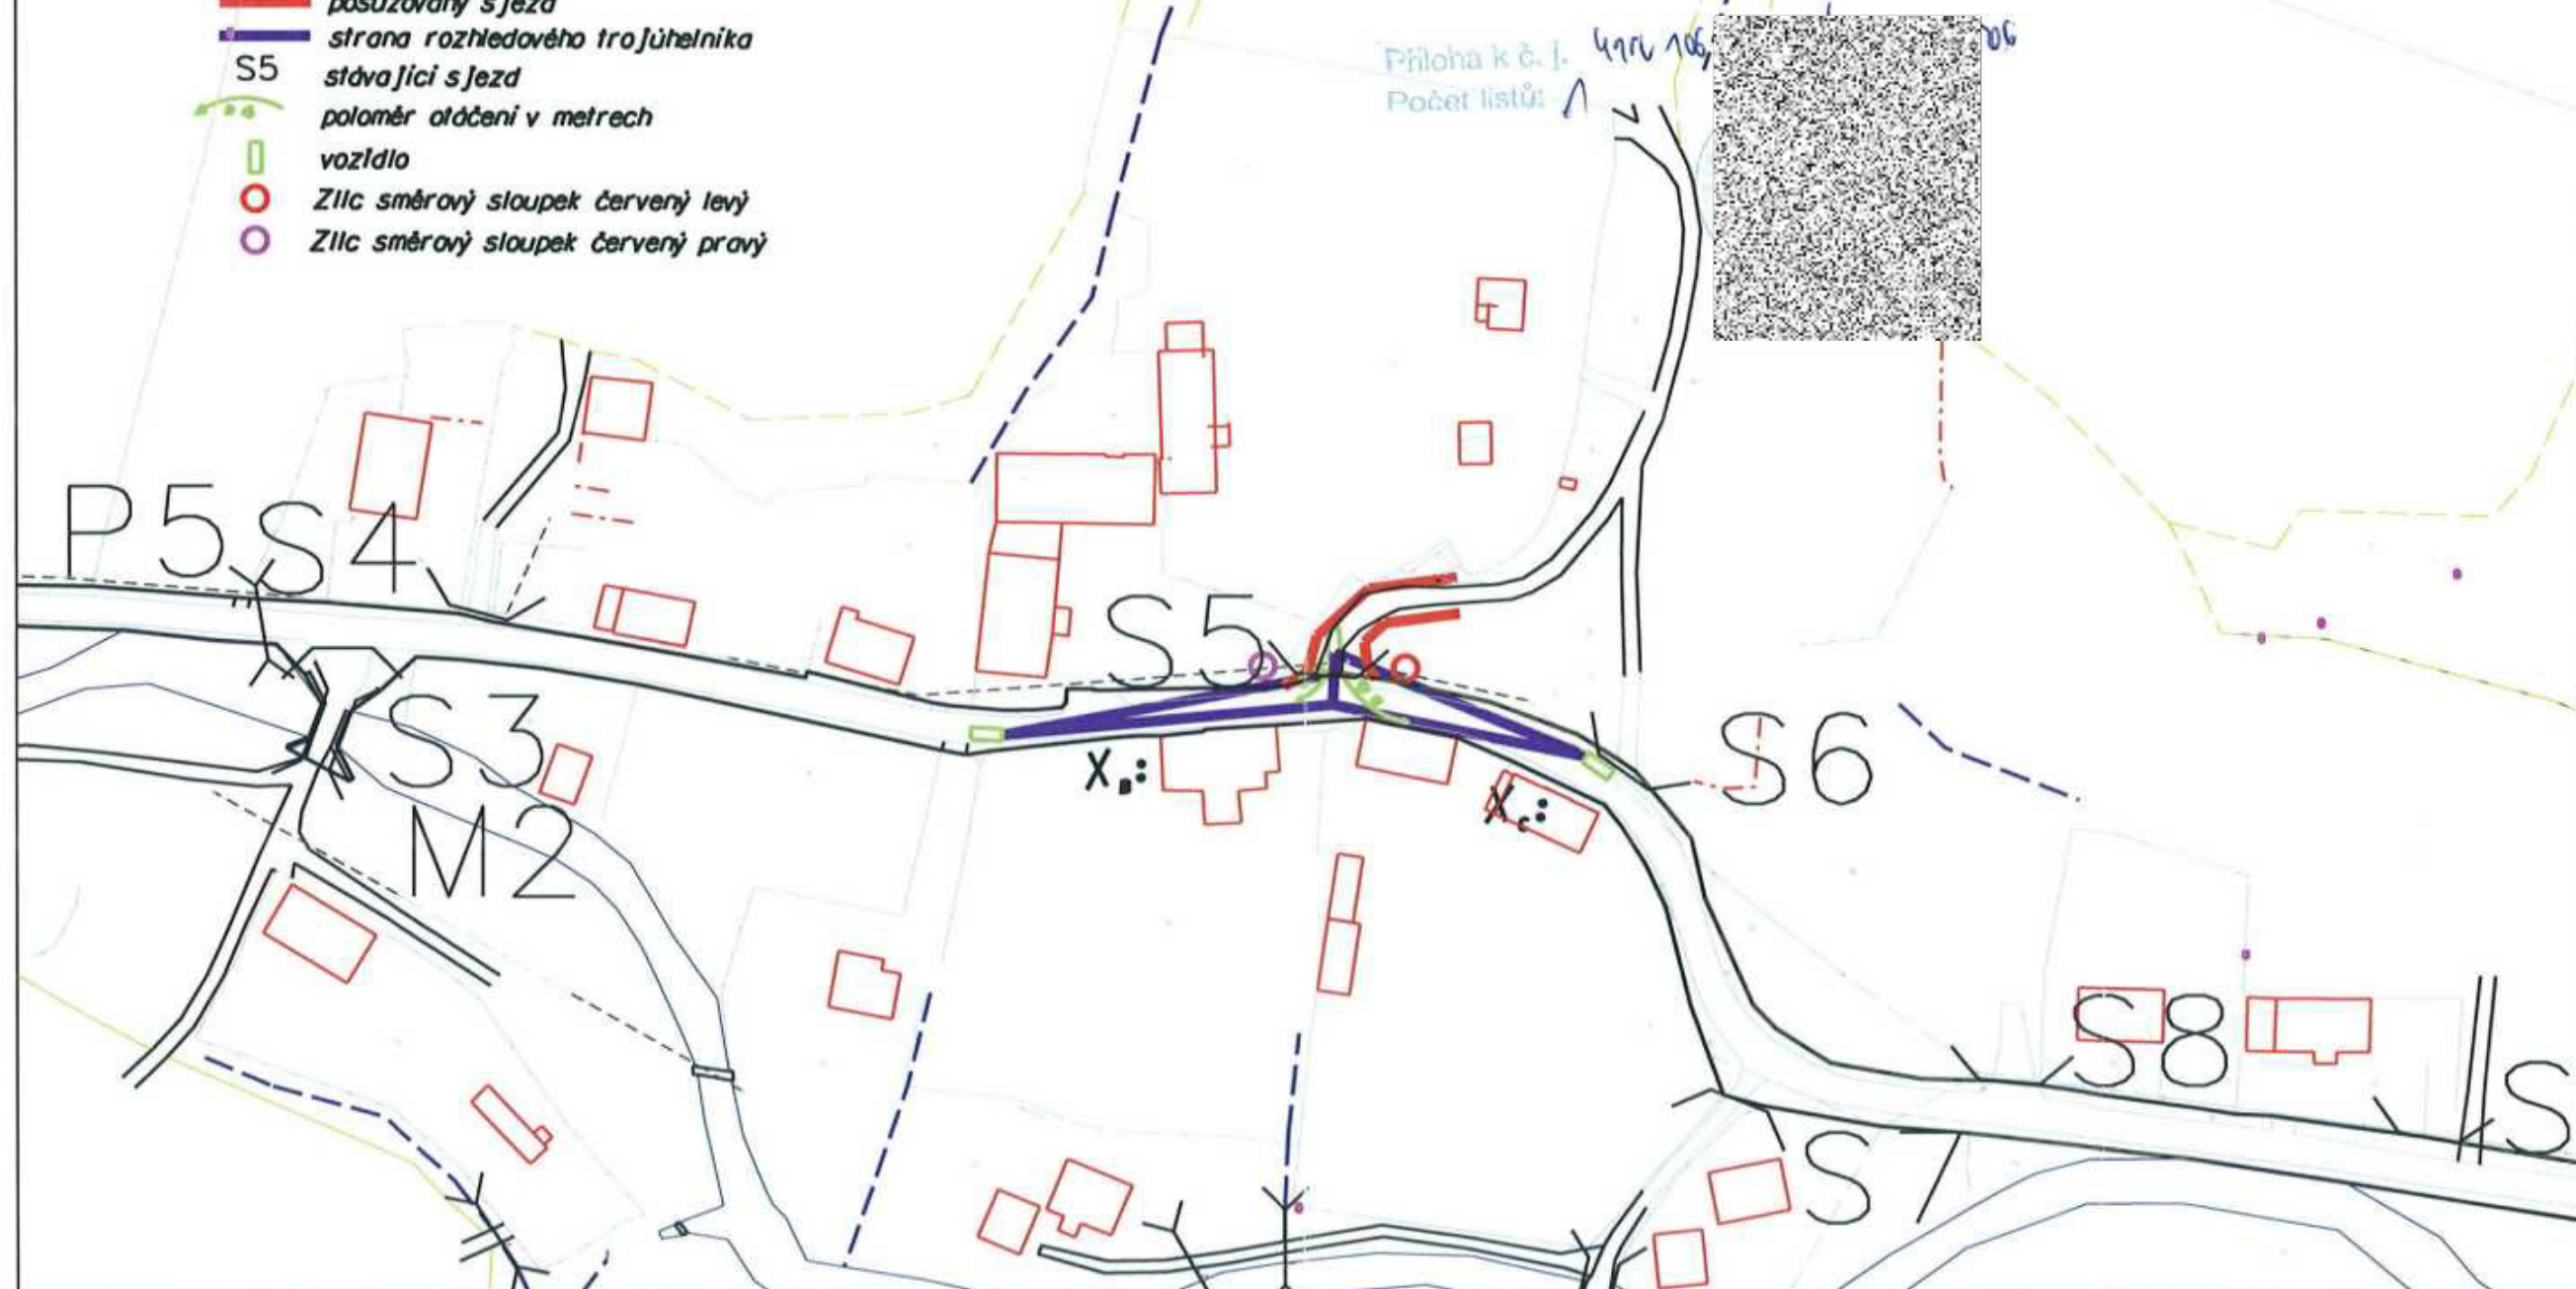 posuzovaný sjezd
strana rozhledového trojúhelníka
S5 stávající sjezd
poloměr otáčení v metrech
vozidlo
Z11c směrový sloupek červený levý
Z11c směrový sloupek červený pravý
Příloha k č. j.
Počet listů: 1
P5 S4
S5
S3
S6
M2
S8
S
S7